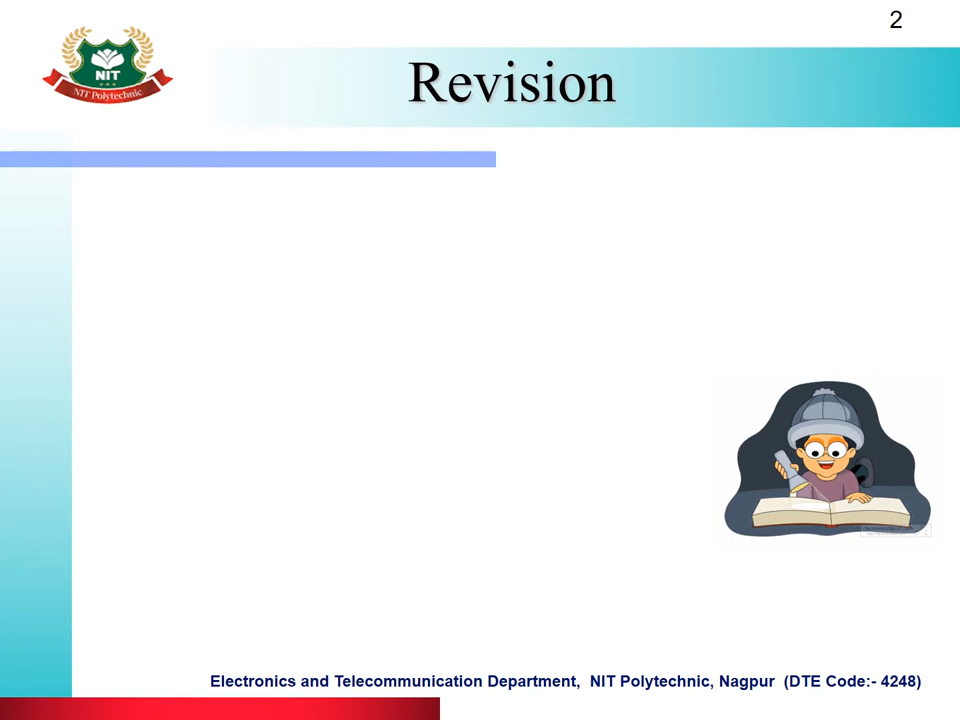 2
NIT
NIT Polytechnic
Revision
Electronics and Telecommunication Department, NIT Polytechnic, Nagpur (DTE Code:- 4248)